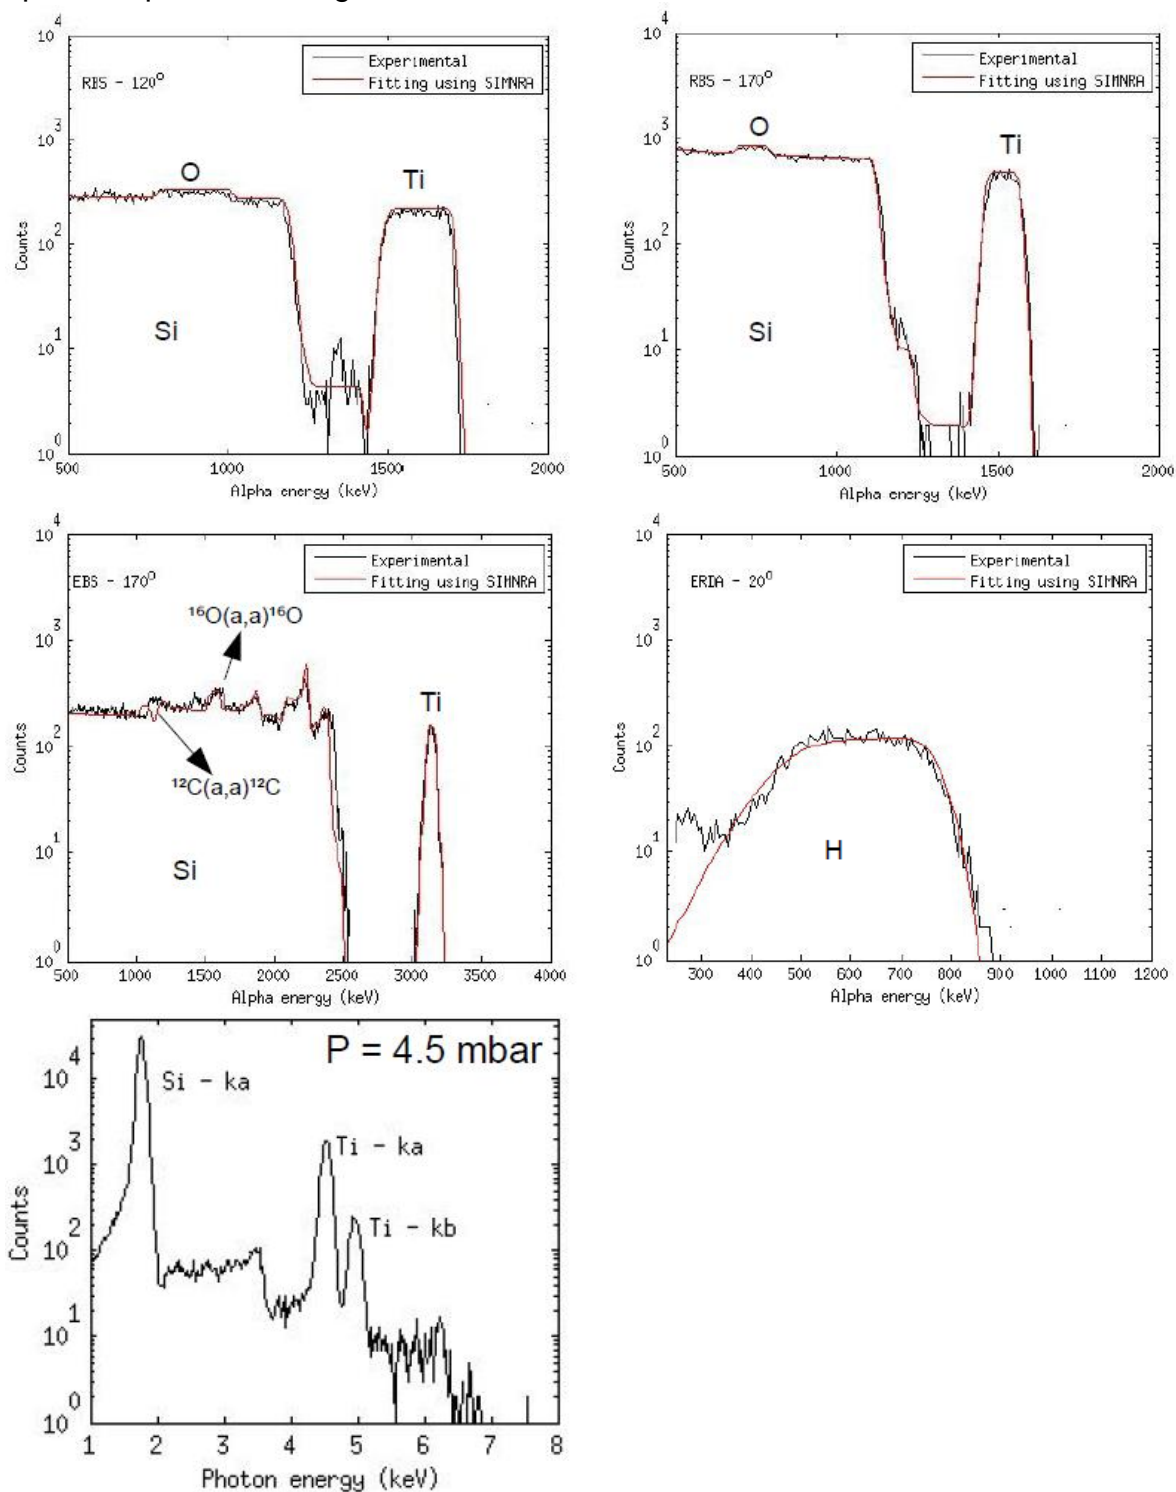 10^4
Experimental
Fitting using SIMNRA
RBS - 120°
10^3
O
Ti
10^2
Counts
Si
10^1
10^0
500 1000 1500 2000
Alpha energy (keV)
10^4
Experimental
Fitting using SIMNRA
RBS - 170°
10^3
O
Ti
10^2
Counts
Si
10^1
10^0
500 1000 1500 2000
Alpha energy (keV)
10^4
Experimental
Fitting using SIMNRA
EBS - 170°
¹⁶O(a,a)¹⁶O
10^3
Ti
10^2
Counts
¹²C(a,a)¹²C
10^1
Si
10^0
500 1000 1500 2000 2500 3000 3500 4000
Alpha energy (keV)
10^4
Experimental
Fitting using SIMNRA
ERDA - 20°
10^3
10^2
Counts
10^1
H
10^0
300 400 500 600 700 800 900 1000 1100 1200
Alpha energy (keV)
P = 4.5 mbar
10^4
Si - ka
10^3
Ti - ka
10^2
Ti - kb
Counts
10^1
10^0
1 2 3 4 5 6 7 8
Photon energy (keV)